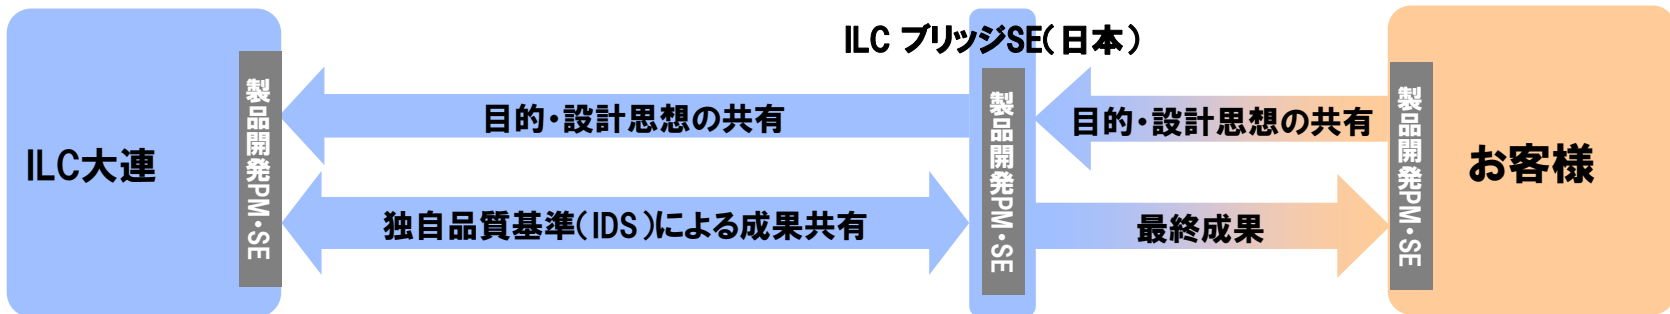 ILC ブリッジSE(日本)
ILC大連
製品開発PM・SE
目的・設計思想の共有
独自品質基準(IDS)による成果共有
製品開発PM・SE
目的・設計思想の共有
最終成果
製品開発PM・SE
お客様